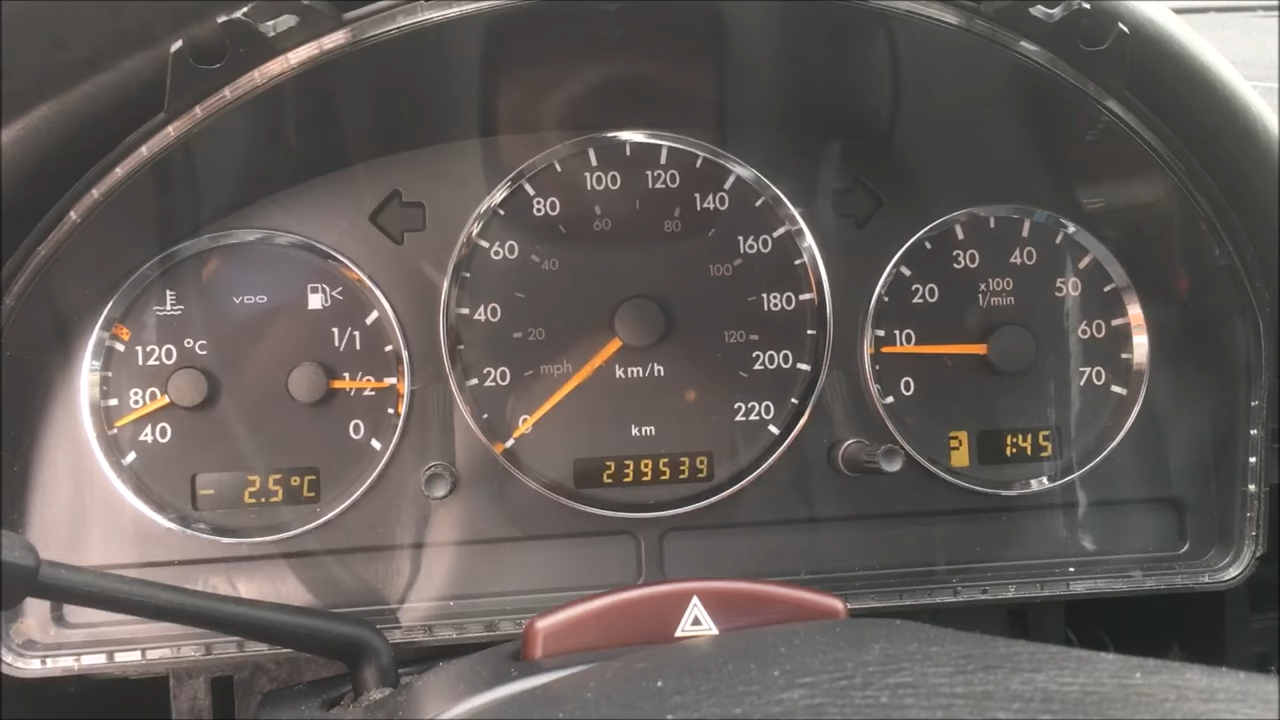 VDO
1/1
120 °C
1/2
80
40
0
- 2.5°C
100 120
80 140
60 80
60 160
40 100
40 180
20 120
mph km/h 200
20
0 220
km
239539
30 40
20 x100 50
1/min
10 60
0 70
P 1:45